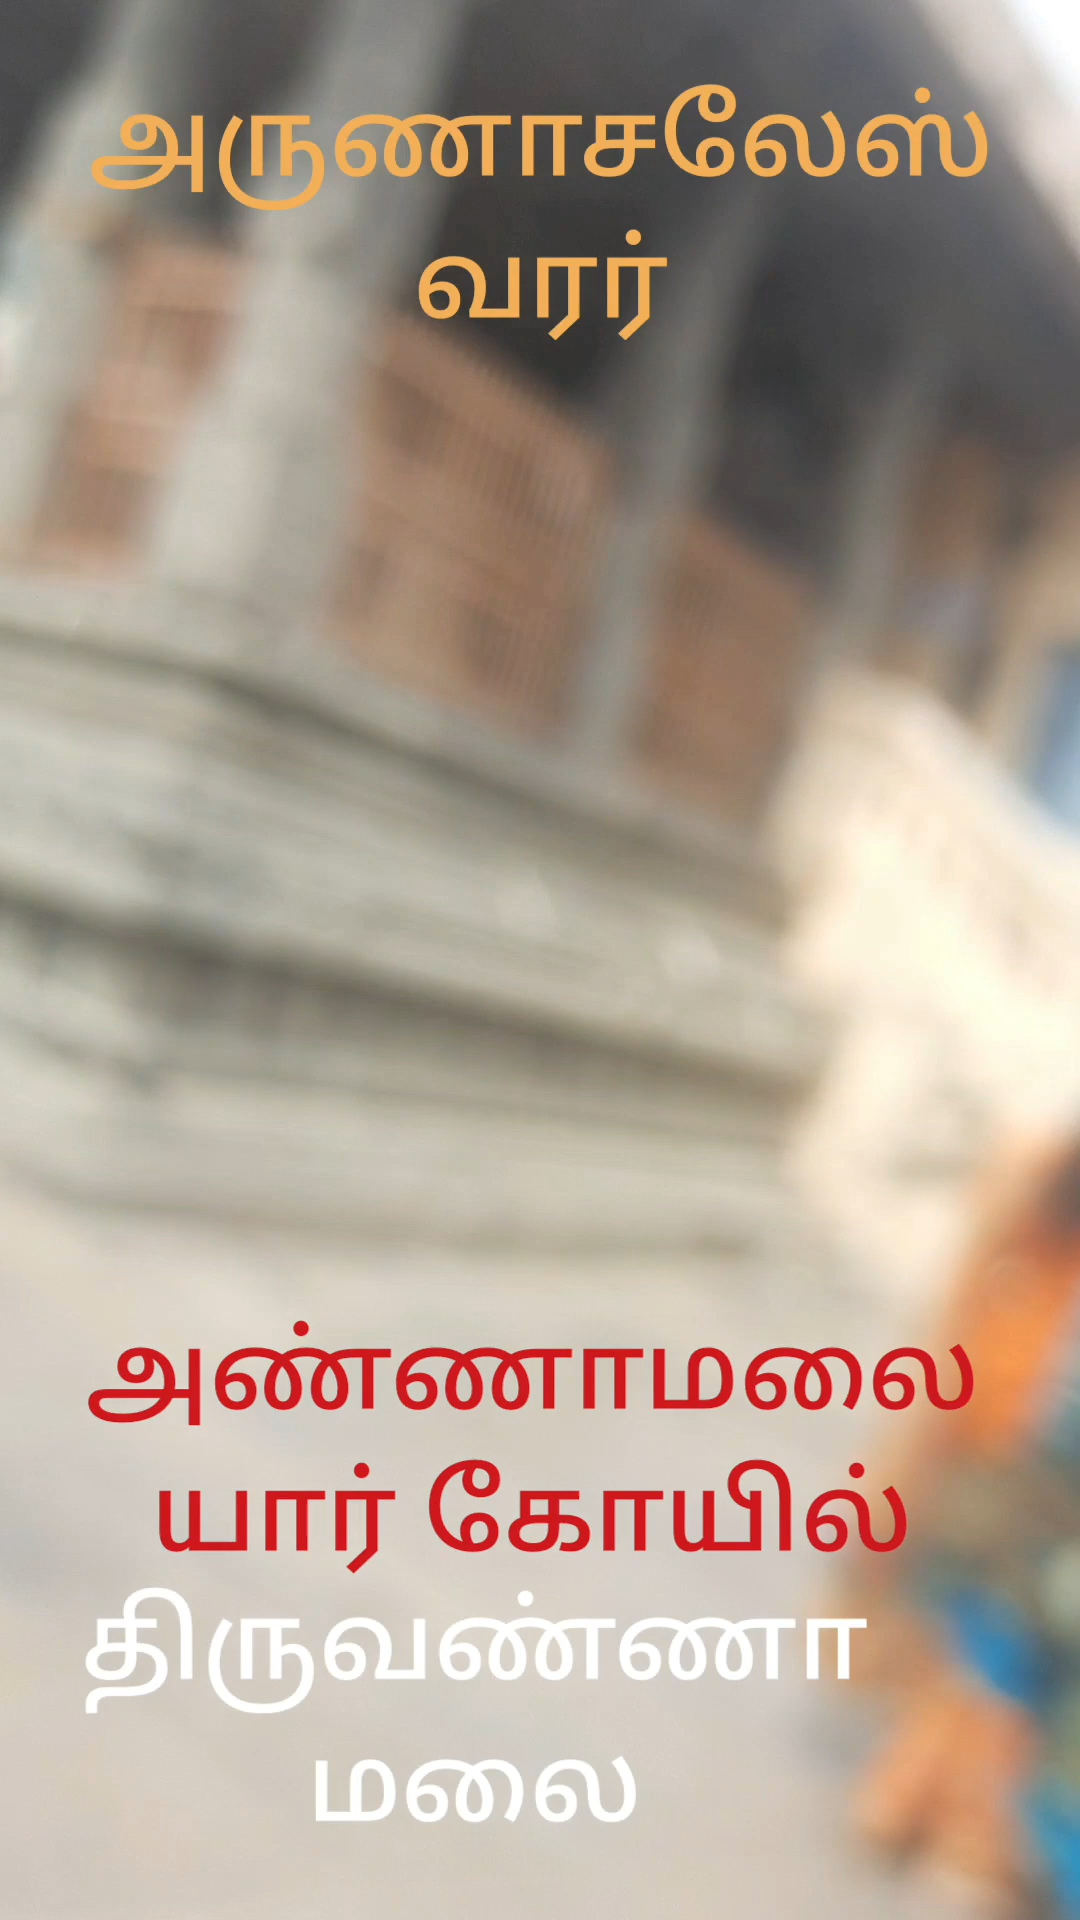 அருணாசலேஸ்
வரர்
அண்ணாமலை
யார் கோயில்
திருவண்ணா
மலை